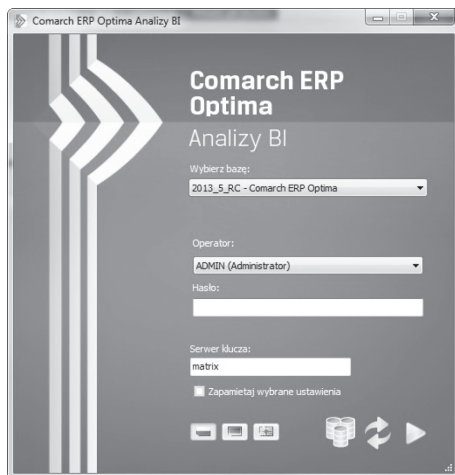 Comarch ERP Optima Analizy BI
Comarch ERP
Optima
Analizy BI
Wybierz bazę:
2013_5_RC - Comarch ERP Optima
Operator:
ADMIN (Administrator)
Hasło:
Serwer klucza:
matrix
Zapamietaj wybrane ustawienia